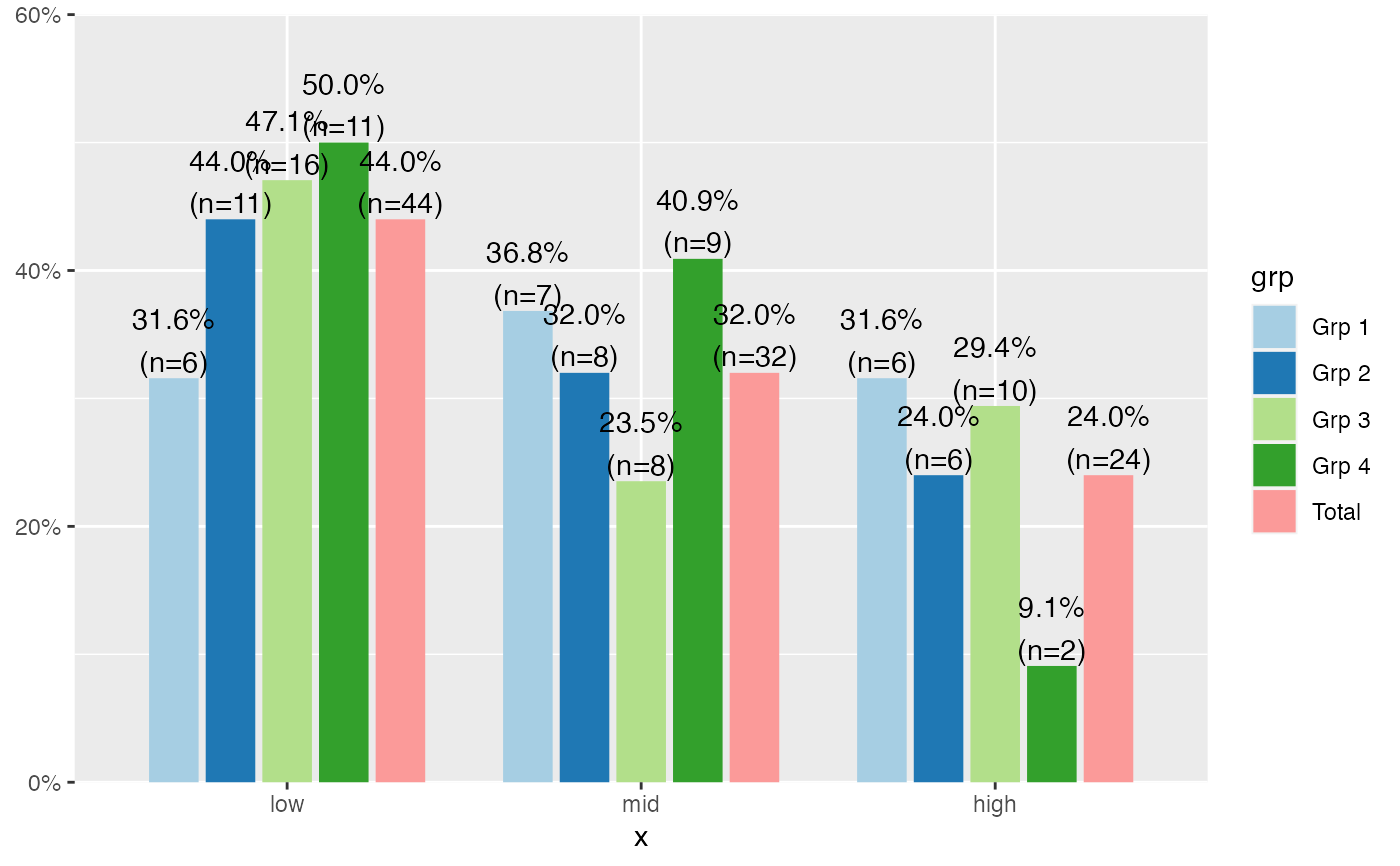 60%
40%
20%
0%
31.6%
(n=6)
44.0%
(n=11)
47.1%
(n=16)
50.0%
(n=11)
44.0%
(n=44)
36.8%
(n=7)
32.0%
(n=8)
23.5%
(n=8)
40.9%
(n=9)
32.0%
(n=32)
31.6%
(n=6)
24.0%
(n=6)
29.4%
(n=10)
9.1%
(n=2)
24.0%
(n=24)
low
mid
high
x
grp
Grp 1
Grp 2
Grp 3
Grp 4
Total